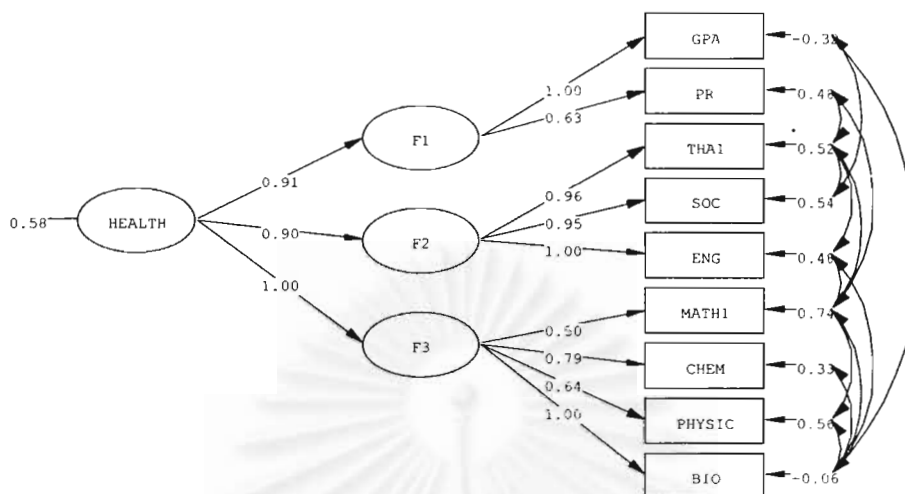 GPA
-0.32
PR
0.48
1.00
0.63
F1
THAI
0.52
0.91
0.96
SOC
0.54
0.58
HEALTH
0.90
F2
0.95
1.00
ENG
0.48
1.00
MATH1
0.74
F3
0.50
0.79
CHEM
0.33
0.64
PHYSIC
0.56
1.00
BIO
-0.06